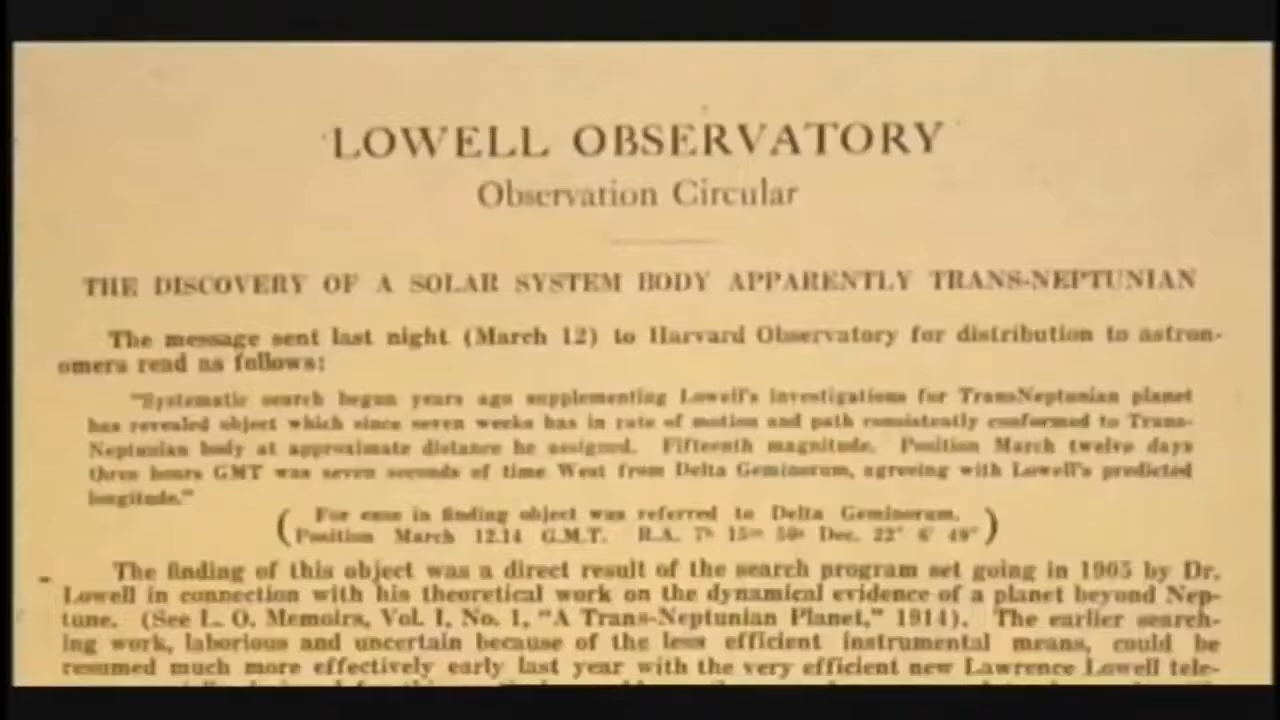 LOWELL OBSERVATORY
Observation Circular
THE DISCOVERY OF A SOLAR SYSTEM BODY APPARENTLY TRANS-NEPTUNIAN
The message sent last night (March 12) to Harvard Observatory for distribution to astron-
omers read as follows:
"Systematic search begun years ago supplementing Lowell's investigations for TransNeptunian planet
has revealed object which since seven weeks has in rate of motion and path consistently conformed to Trans-
Neptunian body at approximate distance he assigned. Fifteenth magnitude. Position March twelve days
three hours GMT was seven seconds of time West from Delta Geminorum, agreeing with Lowell's predicted
longitude."
(For ease in finding object was referred to Delta Geminorum.
Position March 12.14 G.M.T. R.A. 7h 15m 50s Dec. 22° 6' 49")
The finding of this object was a direct result of the search program set going in 1905 by Dr.
Lowell in connection with his theoretical work on the dynamical evidence of a planet beyond Nep-
tune. (See L. O. Memoirs, Vol. I, No. 1, "A Trans-Neptunian Planet," 1914). The earlier search-
ing work, laborious and uncertain because of the less efficient instrumental means, could be
resumed much more effectively early last year with the very efficient new Lawrence Lowell tele-